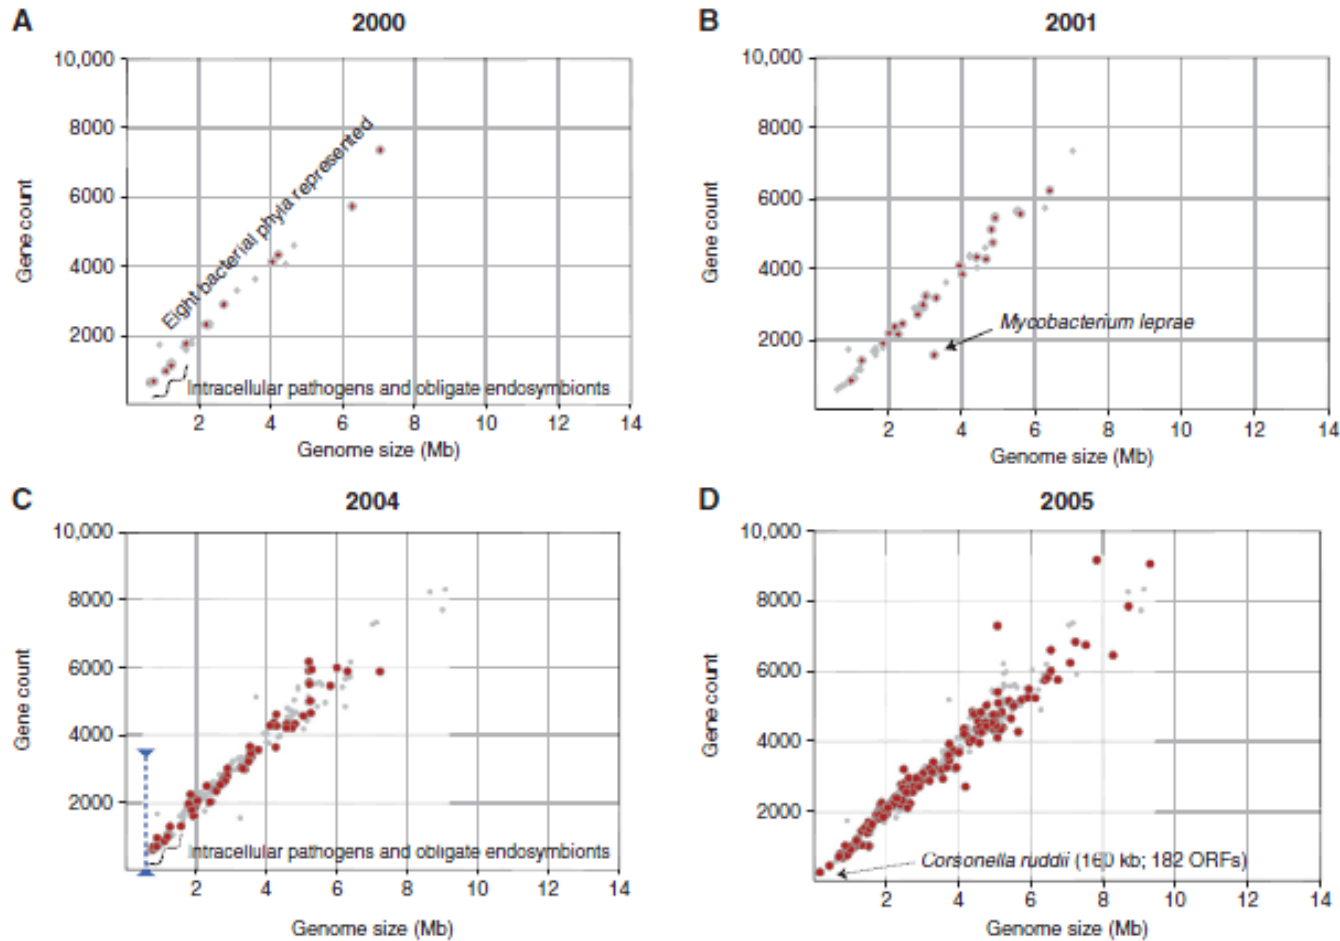 A
2000
10,000
8000
6000
4000
2000
Gene count
Eight bacterial phyla represented
Intracellular pathogens and obligate endosymbionts
2 4 6 8 10 12 14
Genome size (Mb)
B
2001
10,000
8000
6000
4000
2000
Gene count
Mycobacterium leprae
2 4 6 8 10 12 14
Genome size (Mb)
C
2004
10,000
8000
6000
4000
2000
Gene count
Intracellular pathogens and obligate endosymbionts
2 4 6 8 10 12 14
Genome size (Mb)
D
2005
10,000
8000
6000
4000
2000
Gene count
Corsonella ruddii (160 kb; 182 ORFs)
2 4 6 8 10 12 14
Genome size (Mb)